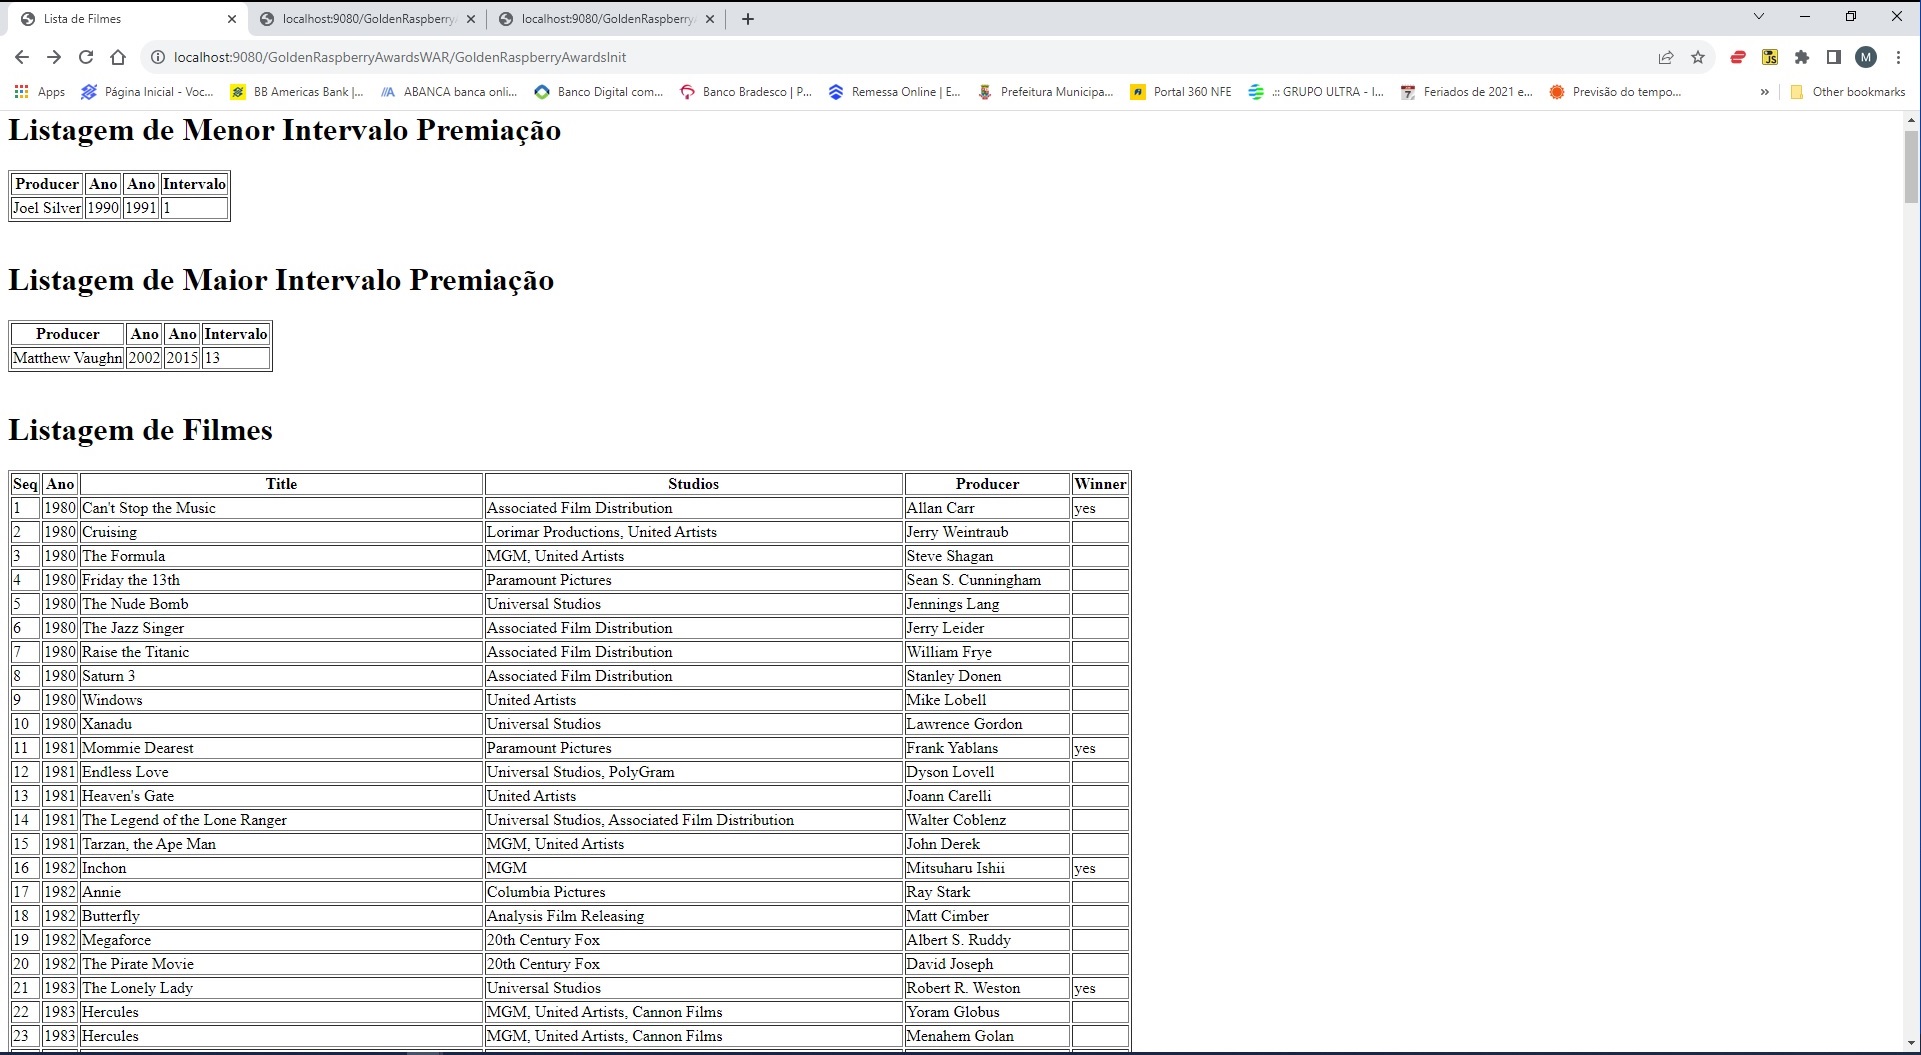 Lista de Filmes
localhost:9080/GoldenRaspberry
localhost:9080/GoldenRaspberry
localhost:9080/GoldenRaspberryAwardsWAR/GoldenRaspberryAwardsInit
JS
M
Apps Página Inicial - Voc... BB Americas Bank |... ABANCA banca onli... Banco Digital com... Banco Bradesco | P... Remessa Online | E... Prefeitura Municipa... Portal 360 NFE .:: GRUPO ULTRA - I... Feriados de 2021 e... Previsão do tempo... » Other bookmarks
Listagem de Menor Intervalo Premiação
Producer Ano Ano Intervalo
Joel Silver 1990 1991 1
Listagem de Maior Intervalo Premiação
Producer Ano Ano Intervalo
Matthew Vaughn 2002 2015 13
Listagem de Filmes
Seq Ano Title Studios Producer Winner
1 1980 Can't Stop the Music Associated Film Distribution Allan Carr yes
2 1980 Cruising Lorimar Productions, United Artists Jerry Weintraub
3 1980 The Formula MGM, United Artists Steve Shagan
4 1980 Friday the 13th Paramount Pictures Sean S. Cunningham
5 1980 The Nude Bomb Universal Studios Jennings Lang
6 1980 The Jazz Singer Associated Film Distribution Jerry Leider
7 1980 Raise the Titanic Associated Film Distribution William Frye
8 1980 Saturn 3 Associated Film Distribution Stanley Donen
9 1980 Windows United Artists Mike Lobell
10 1980 Xanadu Universal Studios Lawrence Gordon
11 1981 Mommie Dearest Paramount Pictures Frank Yablans yes
12 1981 Endless Love Universal Studios, PolyGram Dyson Lovell
13 1981 Heaven's Gate United Artists Joann Carelli
14 1981 The Legend of the Lone Ranger Universal Studios, Associated Film Distribution Walter Coblenz
15 1981 Tarzan, the Ape Man MGM, United Artists John Derek
16 1982 Inchon MGM Mitsuharu Ishii yes
17 1982 Annie Columbia Pictures Ray Stark
18 1982 Butterfly Analysis Film Releasing Matt Cimber
19 1982 Megaforce 20th Century Fox Albert S. Ruddy
20 1982 The Pirate Movie 20th Century Fox David Joseph
21 1983 The Lonely Lady Universal Studios Robert R. Weston yes
22 1983 Hercules MGM, United Artists, Cannon Films Yoram Globus
23 1983 Hercules MGM, United Artists, Cannon Films Menahem Golan